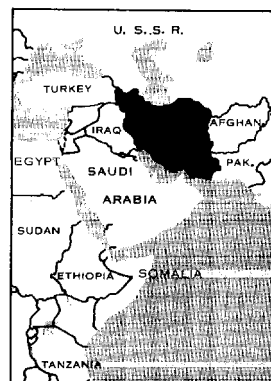 U. S. S. R.
TURKEY
IRAQ
AFGHAN.
EGYPT
SAUDI
PAK.
ARABIA
SUDAN
ETHIOPIA
SOMALIA
TANZANIA